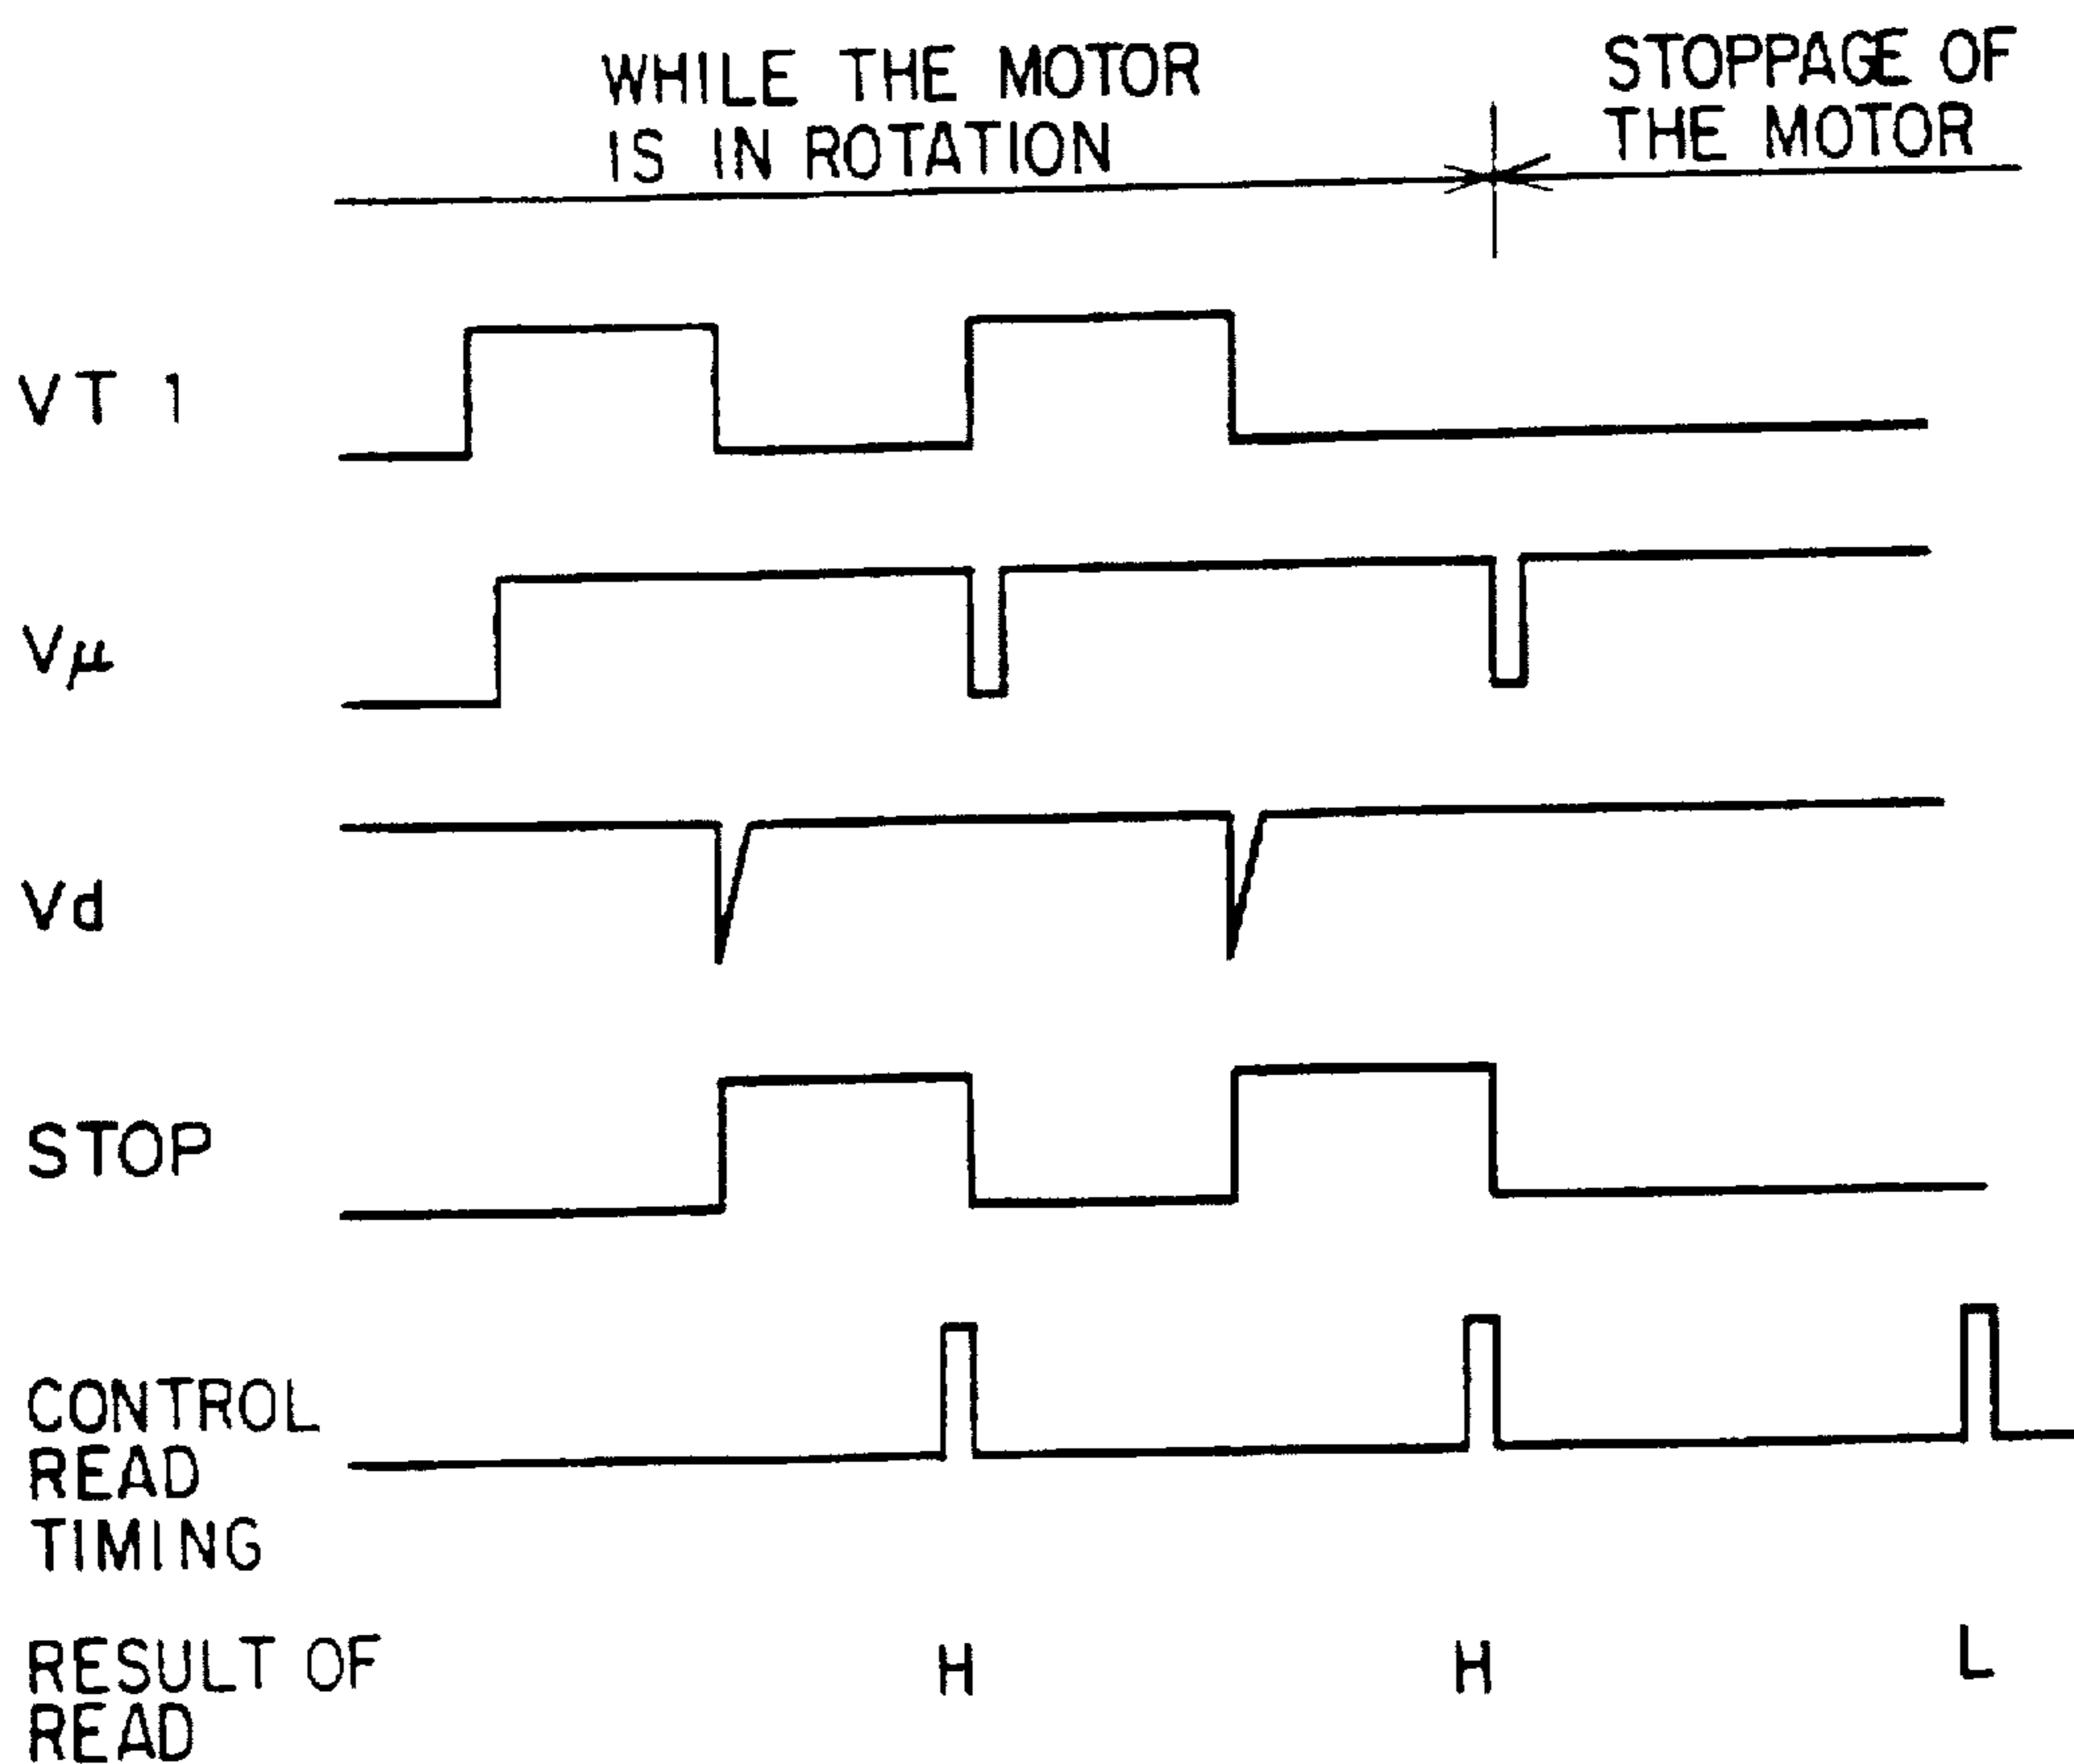 WHILE THE MOTOR
IS IN ROTATION
STOPPAGE OF
THE MOTOR
VT 1
Vμ
Vd
STOP
CONTROL
READ
TIMING
RESULT OF
READ
H H L